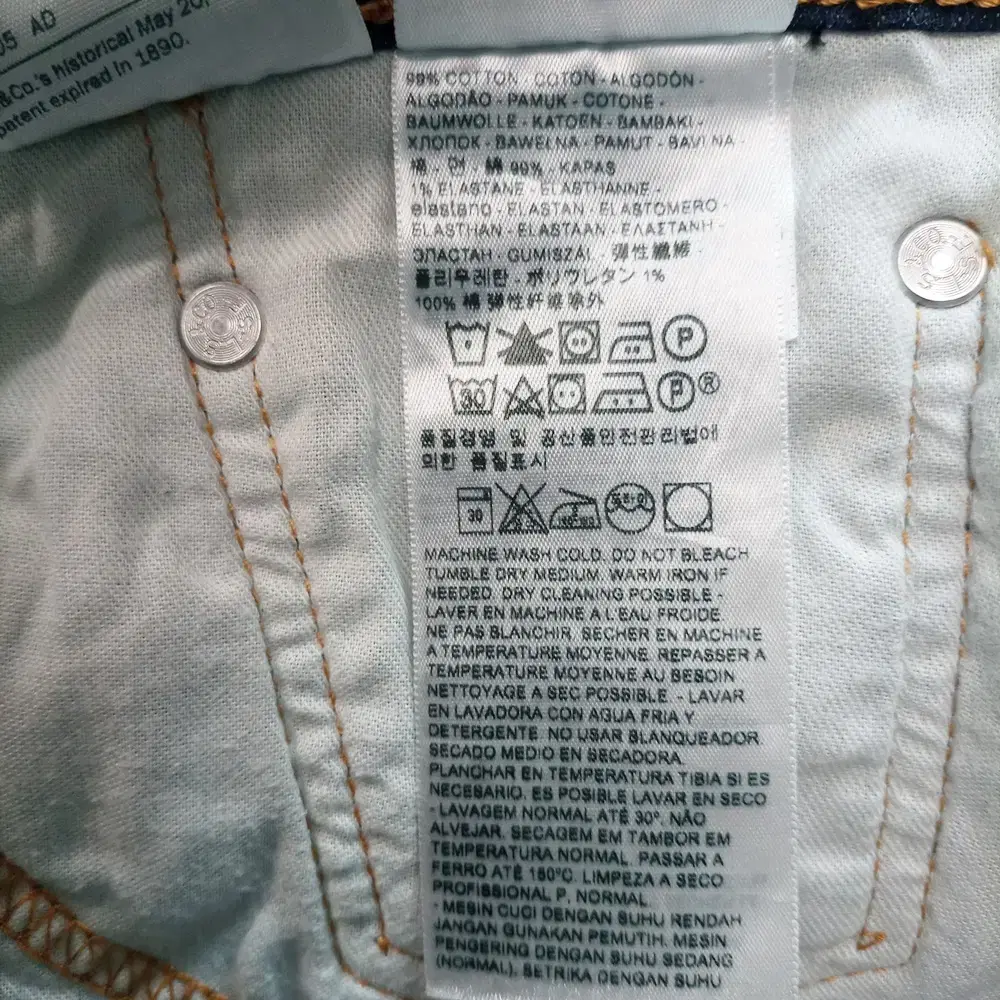 05 AD
&Co.'s historical May 20,
patent expired in 1890.
99% COTTON - COTON - ALGODÓN -
ALGODÃO - PAMUK - COTONE -
BAUMWOLLE - KATOEN - BAMBAKI -
ХЛОПОК - BAWEŁNA - PAMUT - BAVLNA -
棉 - 면 - 綿 99% - KAPAS
1% ELASTANE - ELASTHANNE -
elastano - ELASTAN - ELASTOMERO -
ELASTHAN - ELASTAAN - ΕΛΑΣΤΑΝΗ -
ЭЛАСТАН - GUMISZÁL - 彈性纖維 -
폴리우레탄 - ポリウレタン 1%
100% 棉 弹性纤维除外
P
30 P®
품질경영 및 공산품안전관리법에
의한 품질표시
30
MACHINE WASH COLD. DO NOT BLEACH
TUMBLE DRY MEDIUM. WARM IRON IF
NEEDED. DRY CLEANING POSSIBLE -
LAVER EN MACHINE A L'EAU FROIDE
NE PAS BLANCHIR. SECHER EN MACHINE
A TEMPERATURE MOYENNE. REPASSER A
TEMPERATURE MOYENNE AU BESOIN
NETTOYAGE A SEC POSSIBLE. - LAVAR
EN LAVADORA CON AGUA FRIA Y
DETERGENTE. NO USAR BLANQUEADOR
SECADO MEDIO EN SECADORA.
PLANCHAR EN TEMPERATURA TIBIA SI ES
NECESARIO. ES POSIBLE LAVAR EN SECO
- LAVAGEM NORMAL ATÉ 30º. NÃO
ALVEJAR. SECAGEM EM TAMBOR EM
TEMPERATURA NORMAL. PASSAR A
FERRO ATÉ 150ºC. LIMPEZA A SECO
PROFISSIONAL P, NORMAL
- MESIN CUCI DENGAN SUHU RENDAH
JANGAN GUNAKAN PEMUTIH. MESIN
PENGERING DENGAN SUHU SEDANG
(NORMAL). SETRIKA DENGAN SUHU